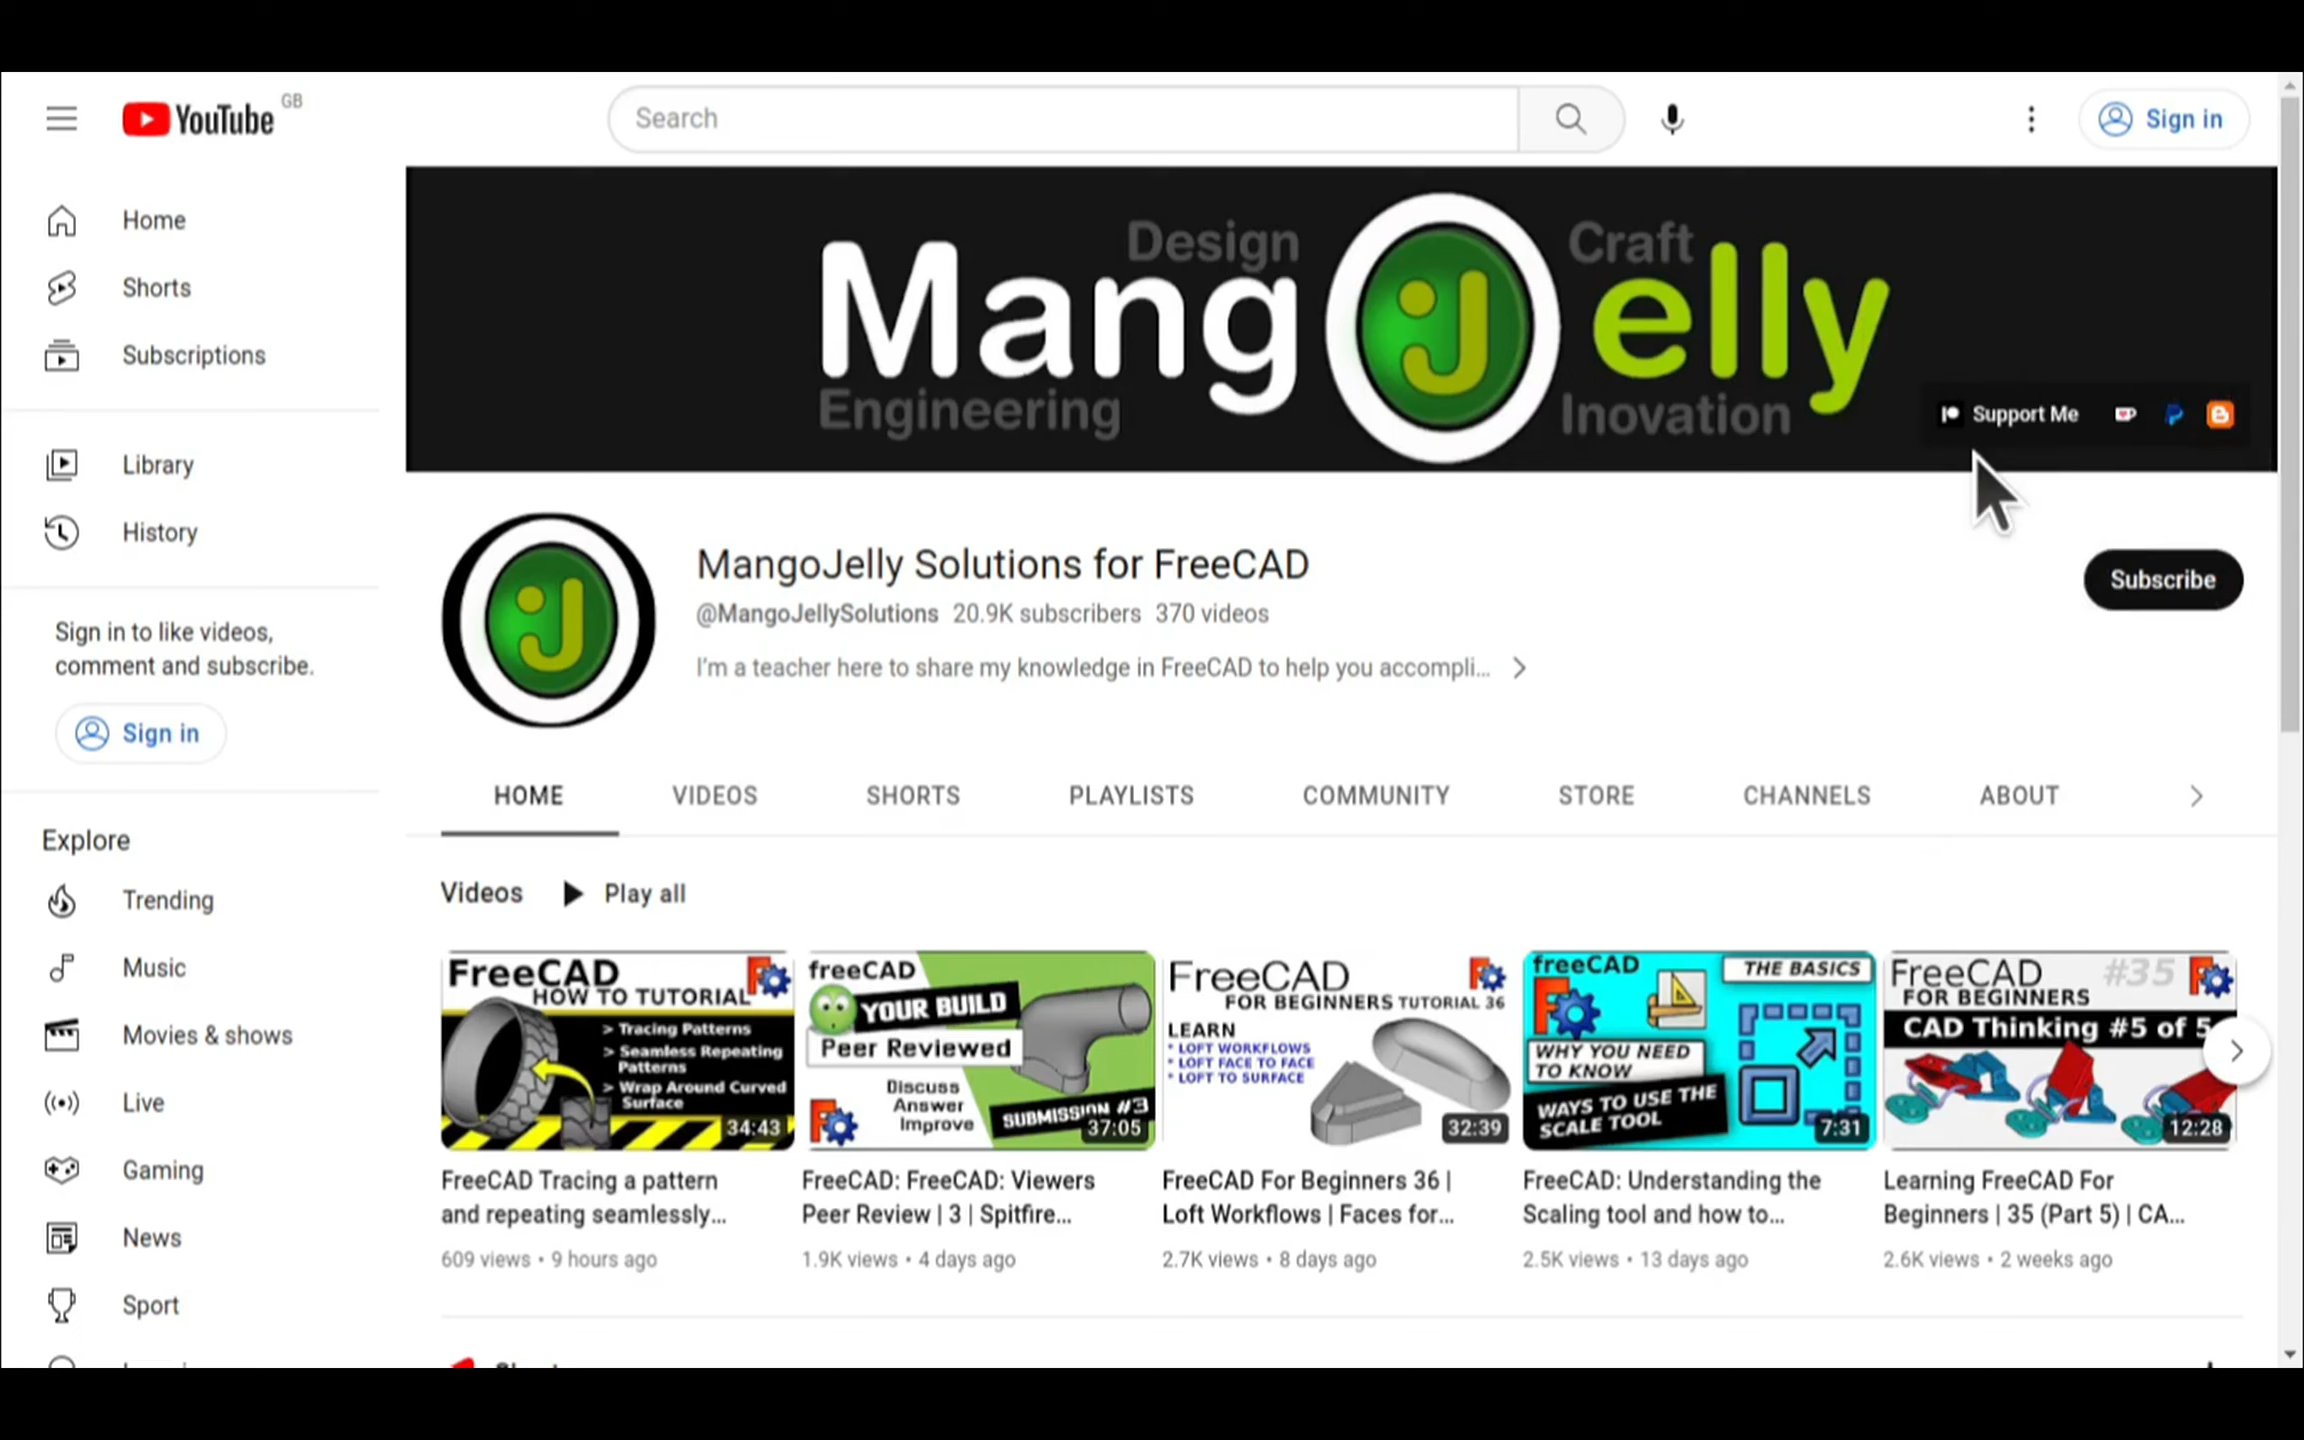 YouTube GB
Search
Sign in
Home
Shorts
Subscriptions
Library
History
Sign in to like videos,
comment and subscribe.
Sign in
Explore
Trending
Music
Movies & shows
Live
Gaming
News
Sport
Design
Craft
Mang J elly
Engineering
Inovation
Support Me
MangoJelly Solutions for FreeCAD
@MangoJellySolutions 20.9K subscribers 370 videos
I'm a teacher here to share my knowledge in FreeCAD to help you accompli...
Subscribe
HOME VIDEOS SHORTS PLAYLISTS COMMUNITY STORE CHANNELS ABOUT
Videos Play all
FreeCAD
HOW TO TUTORIAL
> Tracing Patterns
> Seamless Repeating
Patterns
> Wrap Around Curved
Surface
34:43
FreeCAD Tracing a pattern
and repeating seamlessly...
609 views • 9 hours ago
freeCAD
YOUR BUILD
Peer Reviewed
Discuss
Answer
Improve
SUBMISSION #3
37:05
FreeCAD: FreeCAD: Viewers
Peer Review | 3 | Spitfire...
1.9K views • 4 days ago
FreeCAD
FOR BEGINNERS TUTORIAL 36
LEARN
* LOFT WORKFLOWS
* LOFT FACE TO FACE
* LOFT TO SURFACE
32:39
FreeCAD For Beginners 36 |
Loft Workflows | Faces for...
2.7K views • 8 days ago
freeCAD
THE BASICS
WHY YOU NEED
TO KNOW
WAYS TO USE THE
SCALE TOOL
7:31
FreeCAD: Understanding the
Scaling tool and how to...
2.5K views • 13 days ago
FreeCAD #35
FOR BEGINNERS
CAD Thinking #5 of 5
12:28
Learning FreeCAD For
Beginners | 35 (Part 5) | CA...
2.6K views • 2 weeks ago